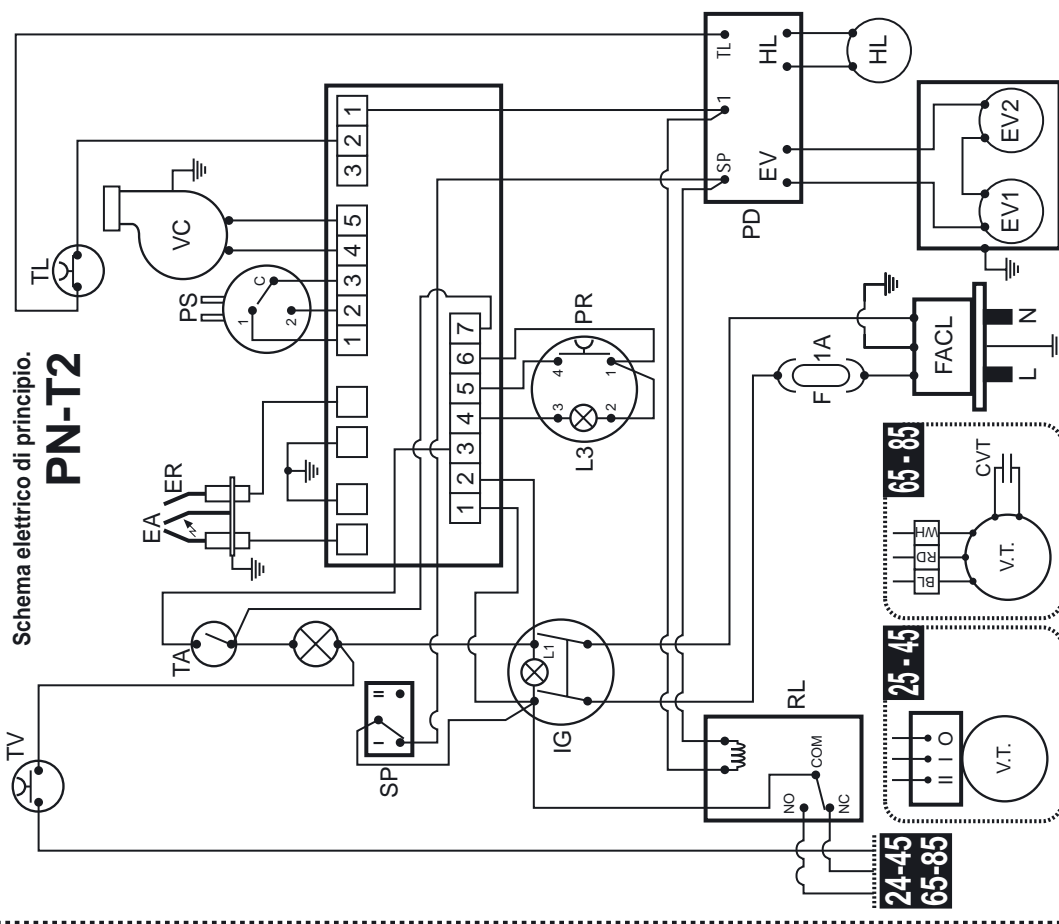 Schema elettrico di principio.
PN-T2
TV
TL
VC
PS
C
1
2
EA
ER
TA
3 2 1
5 4 3 2 1
7 6 5 4 3 2 1
TL
1
SP
HL
EV
PD
HL
EV2
EV1
PR
4
1
3
2
L3
SP
I
II
L1
IG
F
1A
FACL
L
N
RL
COM
NO
NC
65 - 85
CVT
WH
RD
BL
V.T.
25 - 45
O
I
II
V.T.
24-45
65-85